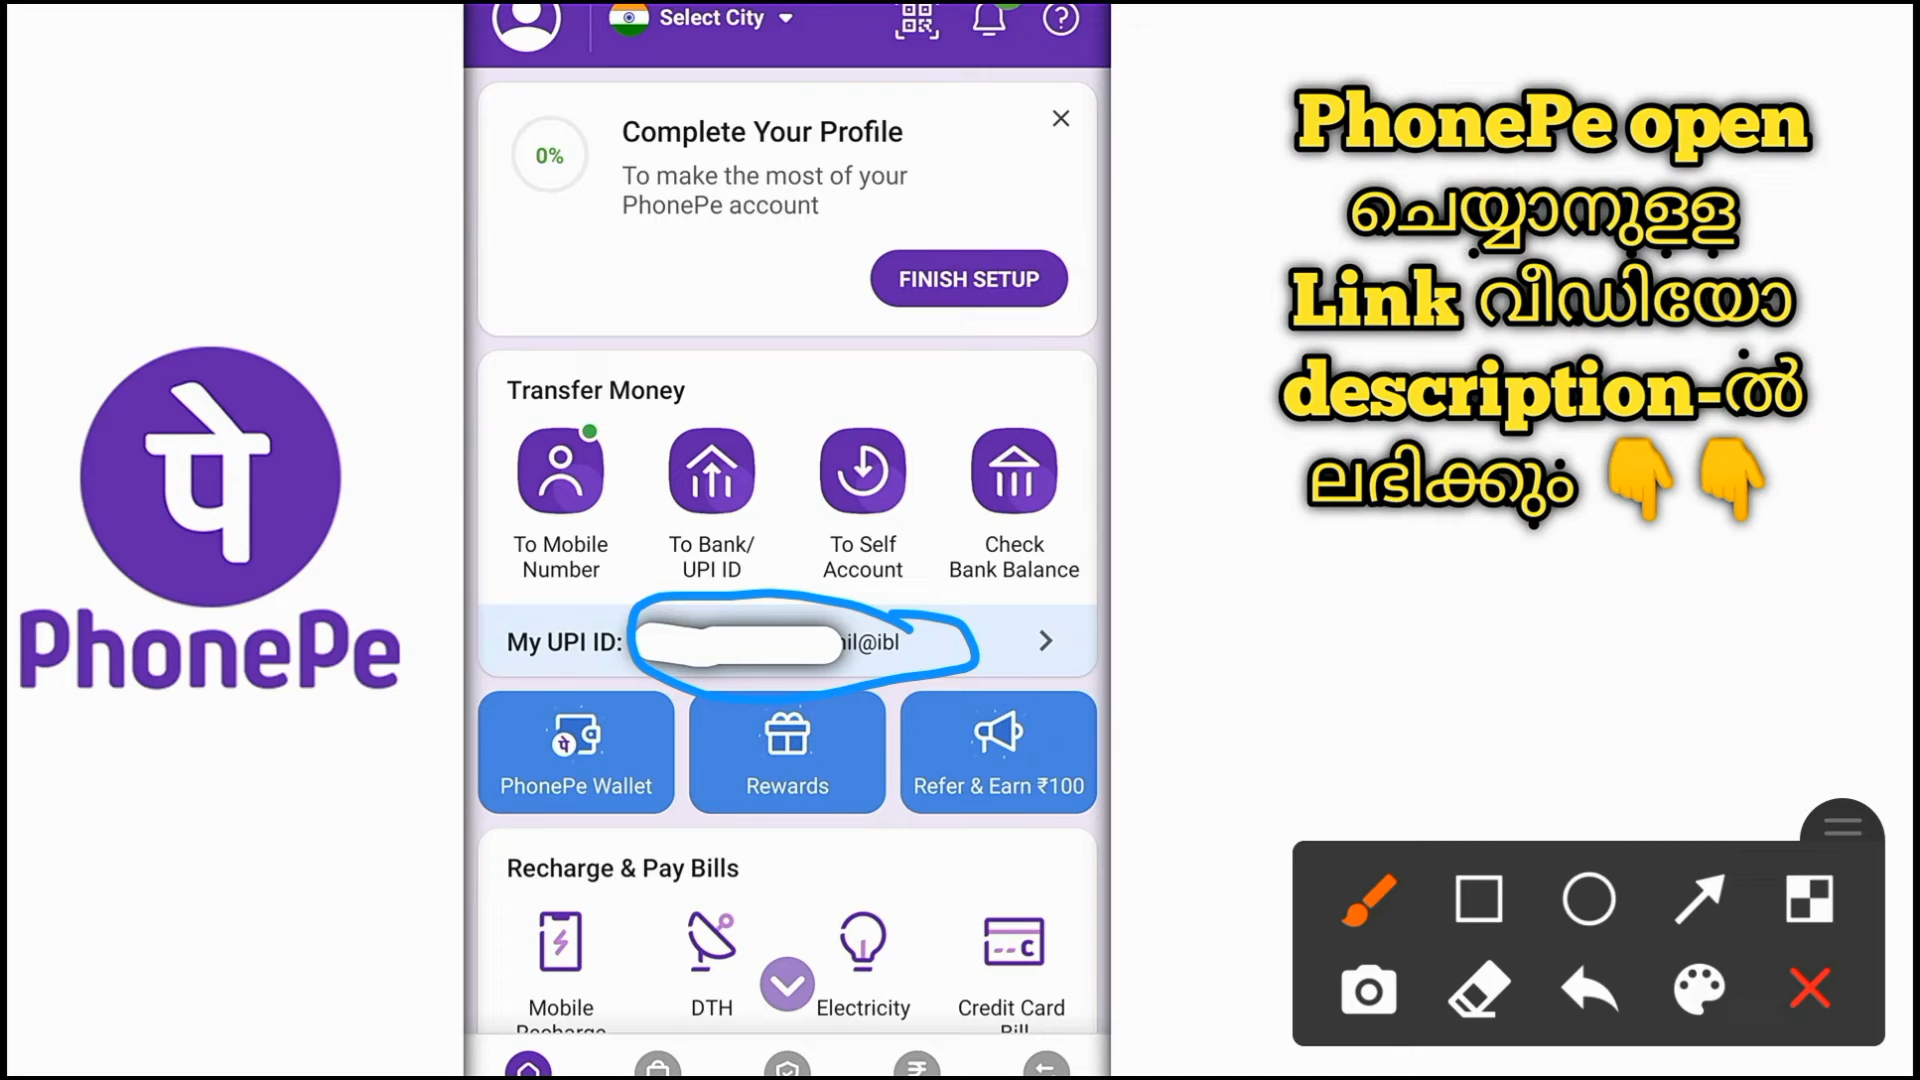 Select City
Complete Your Profile
0%
To make the most of your
PhonePe account
FINISH SETUP
Transfer Money
To Mobile
Number
To Bank/
UPI ID
To Self
Account
Check
Bank Balance
My UPI ID: @ibl
PhonePe Wallet
Rewards
Refer & Earn ₹100
Recharge & Pay Bills
Mobile
Recharge
DTH
Electricity
Credit Card
Bill
पे
PhonePe
PhonePe open
ചെയ്യാനുള്ള
Link വീഡിയോ
description-ൽ
ലഭിക്കും 👇👇